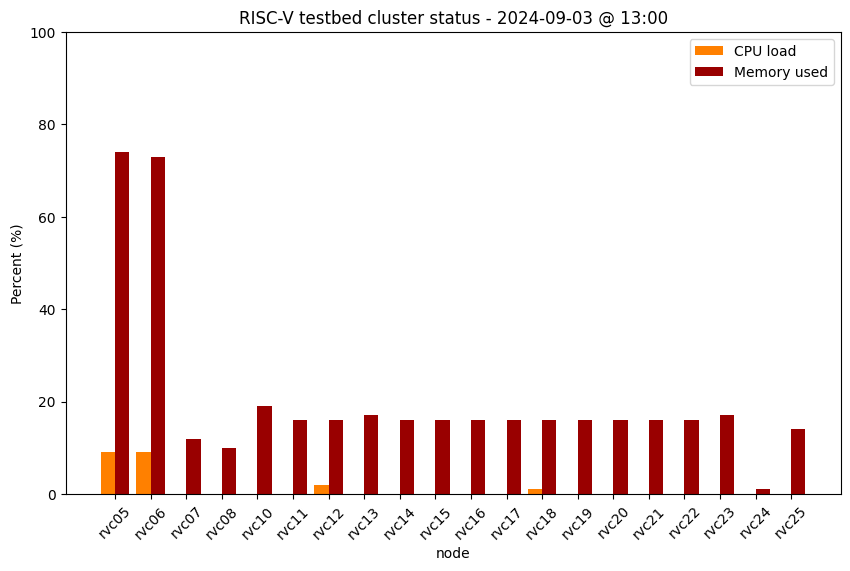 RISC-V testbed cluster status - 2024-09-03 @ 13:00
CPU load
Memory used
Percent (%)
100
80
60
40
20
0
rvc05 rvc06 rvc07 rvc08 rvc10 rvc11 rvc12 rvc13 rvc14 rvc15 rvc16 rvc17 rvc18 rvc19 rvc20 rvc21 rvc22 rvc23 rvc24 rvc25
node